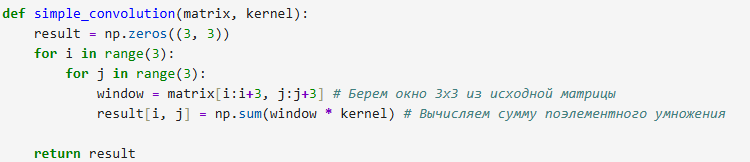 def simple_convolution(matrix, kernel):
    result = np.zeros((3, 3))
    for i in range(3):
        for j in range(3):
            window = matrix[i:i+3, j:j+3] # Берем окно 3x3 из исходной матрицы
            result[i, j] = np.sum(window * kernel) # Вычисляем сумму поэлементного умножения
    return result